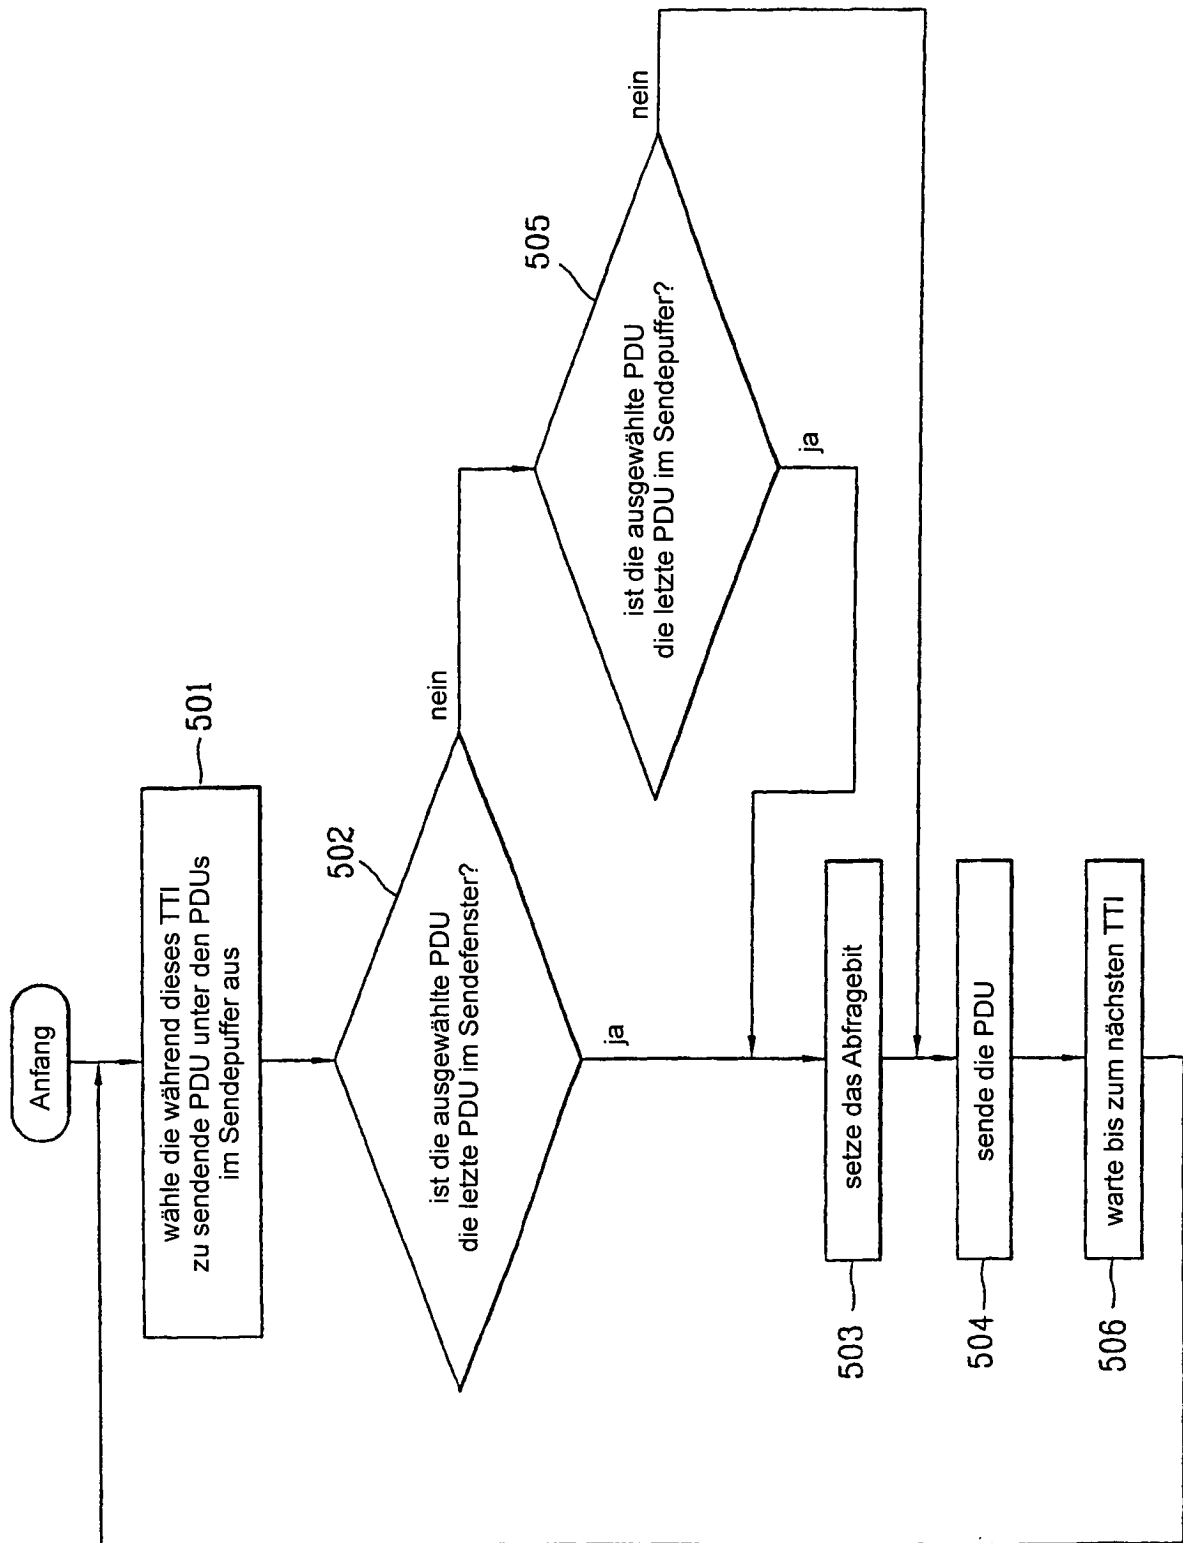 Anfang
wähle die während dieses TTI
zu sendende PDU unter den PDUs
im Sendepuffer aus
501
502
ist die ausgewählte PDU
die letzte PDU im Sendefenster?
nein
ja
505
ist die ausgewählte PDU
die letzte PDU im Sendepuffer?
nein
ja
setze das Abfragebit
503
sende die PDU
504
warte bis zum nächsten TTI
506